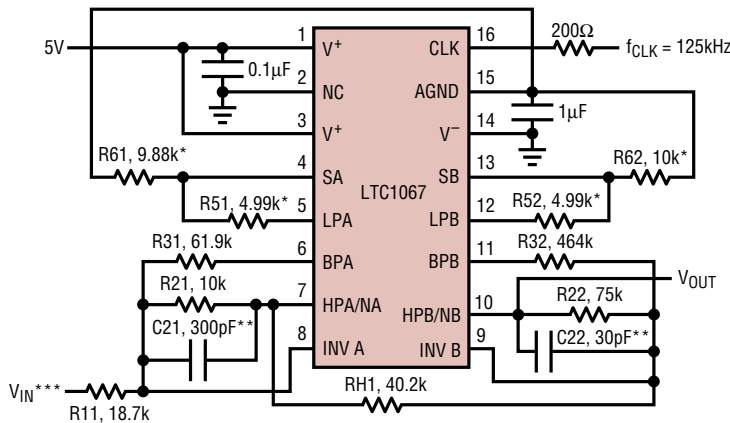 5V
1
V+
CLK
16
200Ω
fCLK = 125kHz
0.1µF
2
NC
AGND
15
1µF
3
V+
V–
14
R61, 9.88k*
4
SA
SB
13
R62, 10k*
LTC1067
R51, 4.99k*
5
LPA
LPB
12
R52, 4.99k*
R31, 61.9k
6
BPA
BPB
11
R32, 464k
R21, 10k
7
HPA/NA
HPB/NB
10
R22, 75k
VOUT
C21, 300pF**
8
INV A
INV B
9
C22, 30pF**
VIN***
R11, 18.7k
RH1, 40.2k